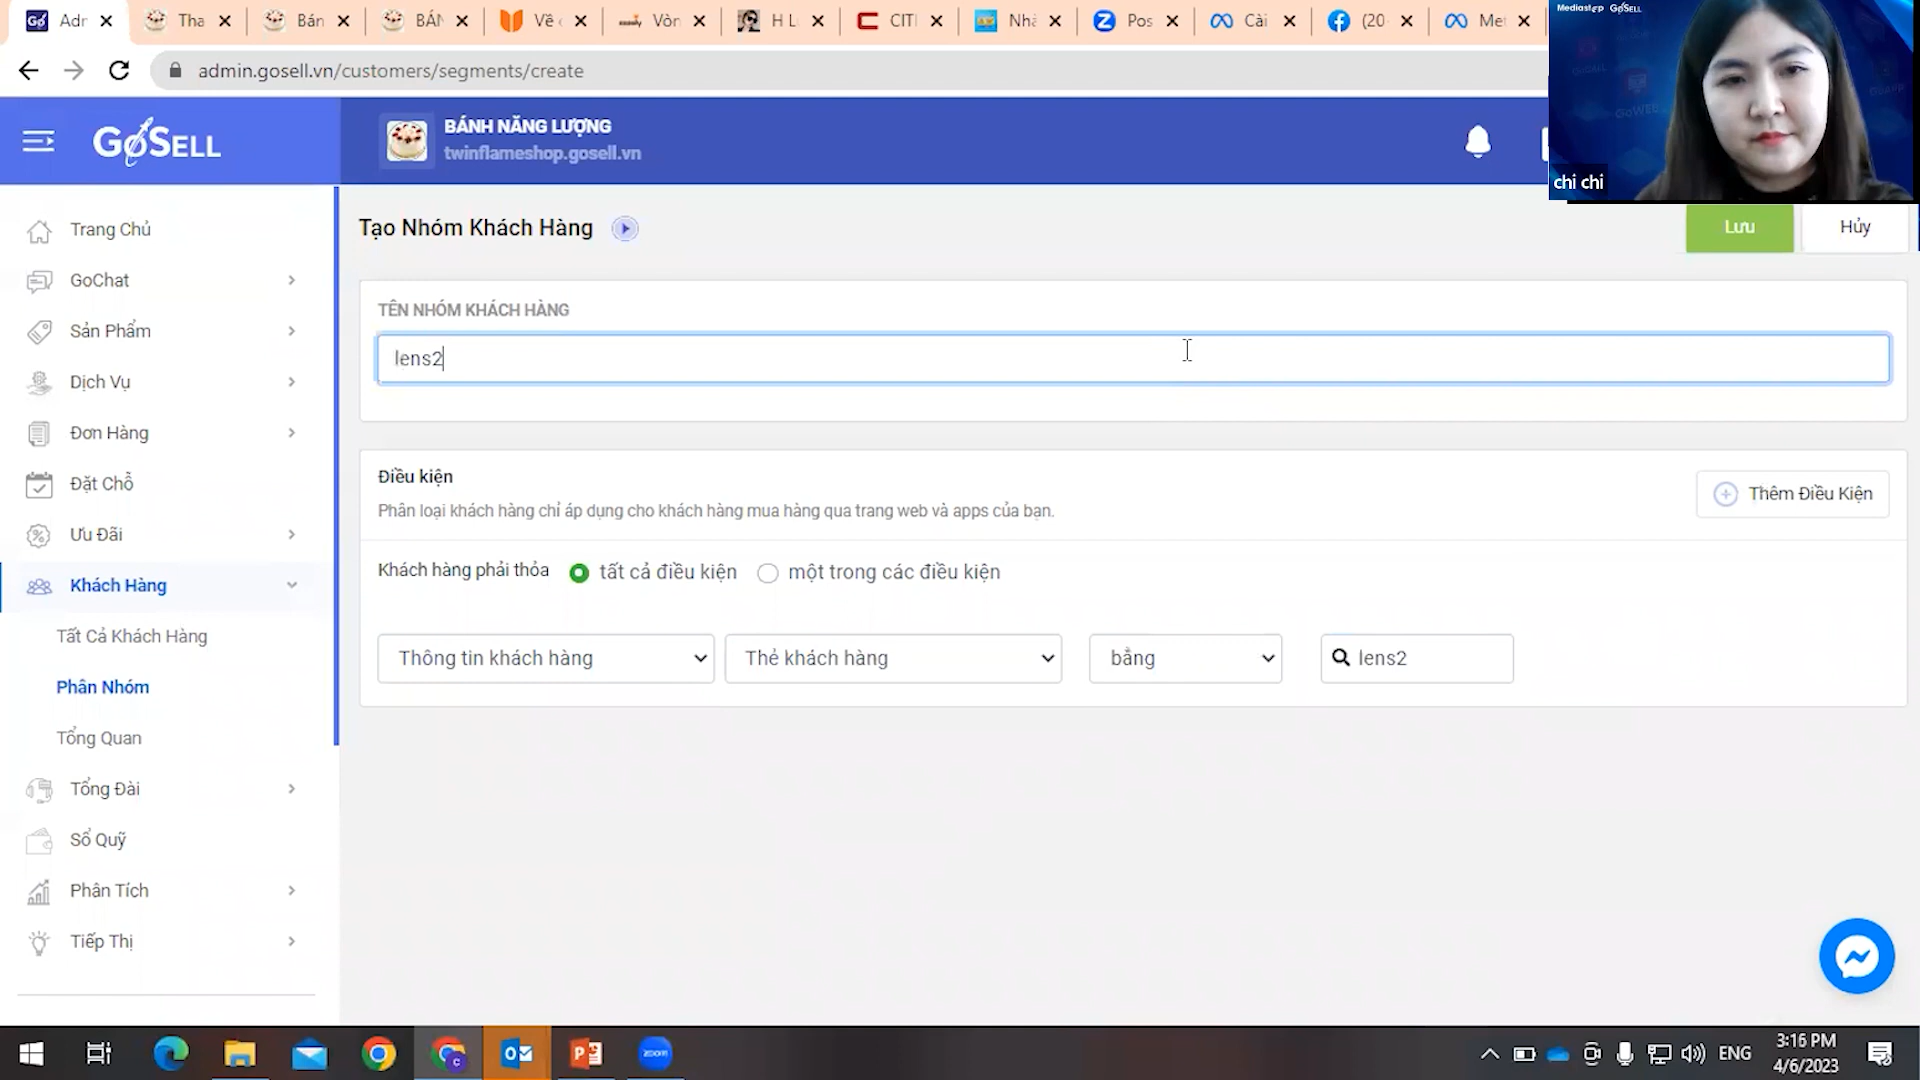 Adr
Tha
Bán
BÁN
Về
Vòn
H L
CITI
Nhà
Pos
Cài
(20
Met
admin.gosell.vn/customers/segments/create
Mediastep GoSELL
chi chi
GoSELL
BÁNH NĂNG LƯỢNG
twinflameshop.gosell.vn
Trang Chủ
GoChat
Sản Phẩm
Dịch Vụ
Đơn Hàng
Đặt Chỗ
Ưu Đãi
Khách Hàng
Tất Cả Khách Hàng
Phân Nhóm
Tổng Quan
Tổng Đài
Sổ Quỹ
Phân Tích
Tiếp Thị
Tạo Nhóm Khách Hàng
Lưu
Hủy
TÊN NHÓM KHÁCH HÀNG
lens2
Điều kiện
Phân loại khách hàng chỉ áp dụng cho khách hàng mua hàng qua trang web và apps của bạn.
Thêm Điều Kiện
Khách hàng phải thỏa tất cả điều kiện một trong các điều kiện
Thông tin khách hàng Thẻ khách hàng bằng lens2
zoom
ENG
3:16 PM
4/6/2023